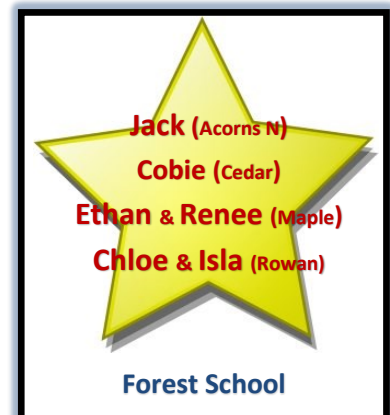 Jack (Acorns N)
Cobie (Cedar)
Ethan & Renee (Maple)
Chloe & Isla (Rowan)
Forest School